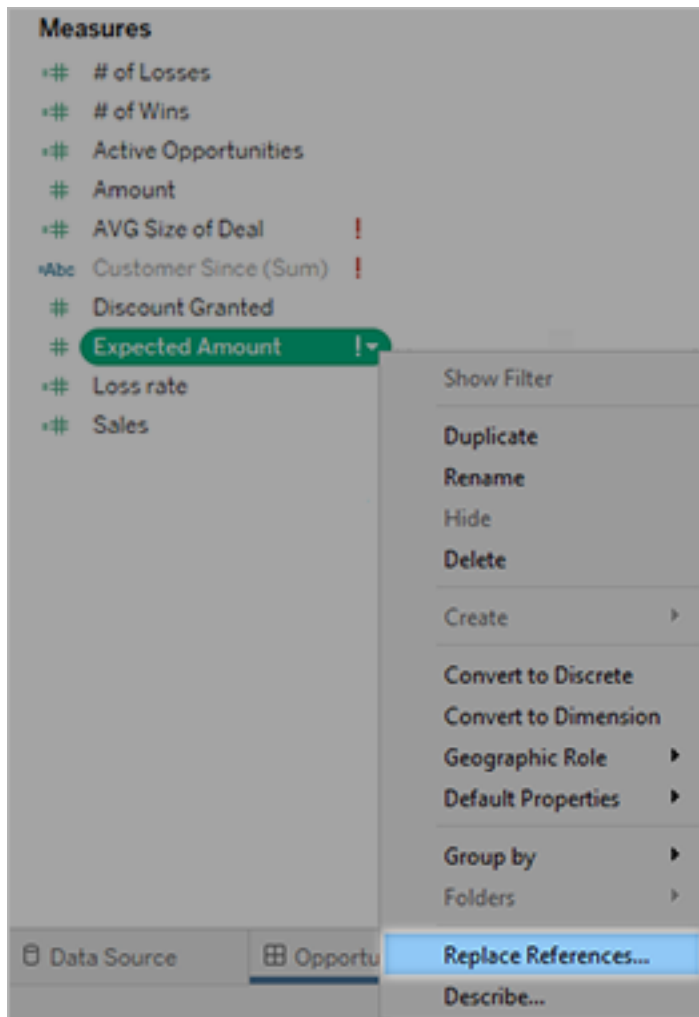 Measures
# of Losses
# of Wins
Active Opportunities
Amount
AVG Size of Deal !
Abc Customer Since (Sum) !
Discount Granted
Expected Amount !
Loss rate
Sales
Show Filter
Duplicate
Rename
Hide
Delete
Create
Convert to Discrete
Convert to Dimension
Geographic Role
Default Properties
Group by
Folders
Replace References...
Describe...
Data Source
Opportu